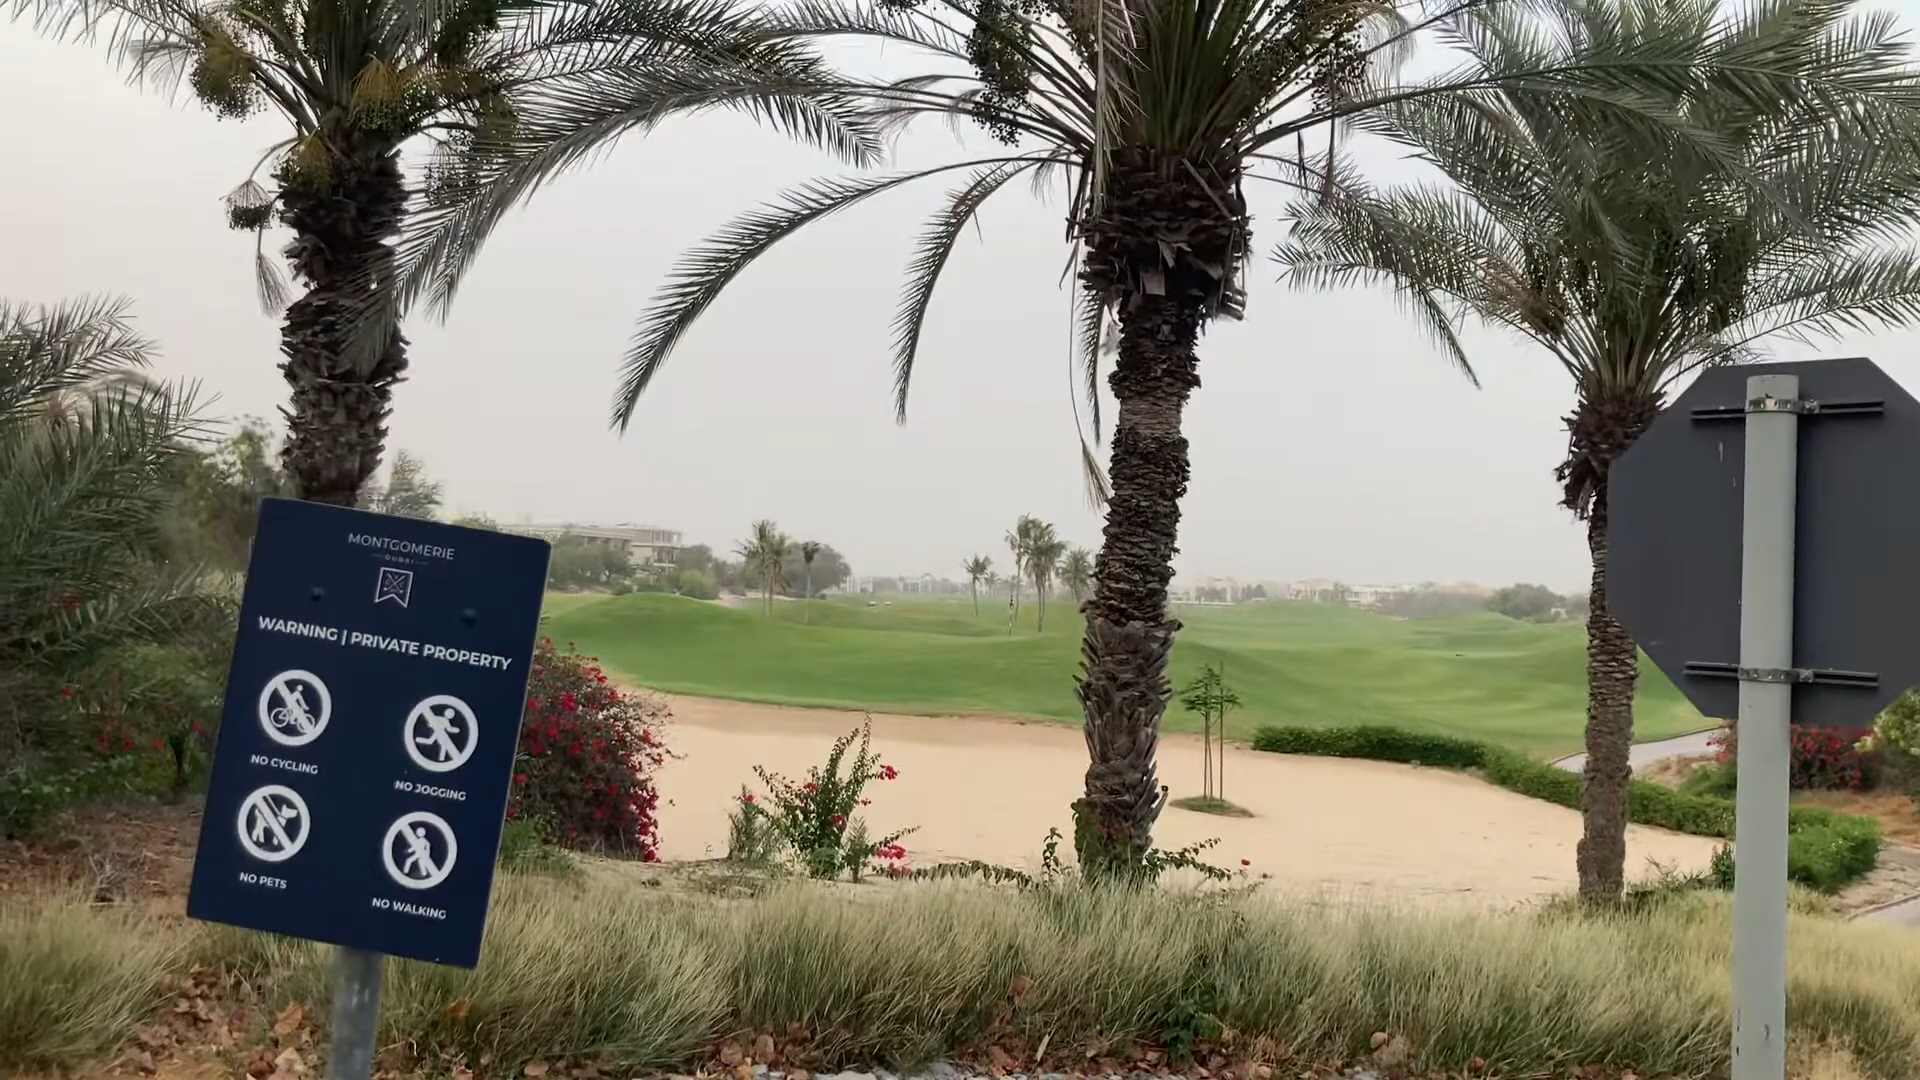 MONTGOMERIE
DUBAI
WARNING | PRIVATE PROPERTY
NO CYCLING
NO JOGGING
NO PETS
NO WALKING